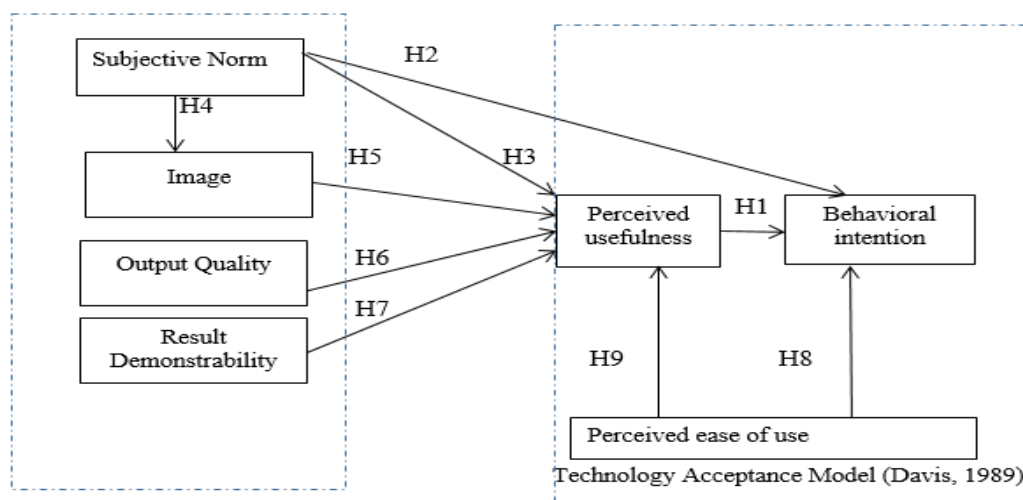 Subjective Norm
H2
H4
H5
H3
Image
H1
Perceived
usefulness
Behavioral
intention
Output Quality
H6
H7
Result
Demonstrability
H9
H8
Perceived ease of use
Technology Acceptance Model (Davis, 1989)